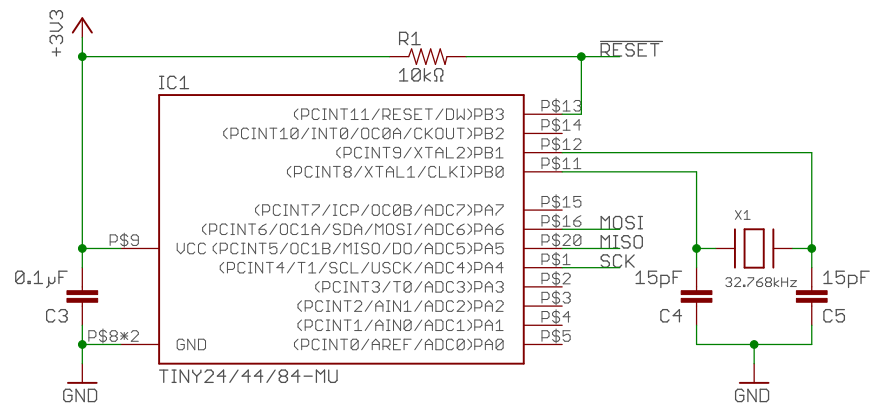 +3V3
R1
10kΩ
RESET
IC1
(PCINT11/RESET/DW)PB3 P$13
(PCINT10/INT0/OC0A/CKOUT)PB2 P$14
(PCINT9/XTAL2)PB1 P$12
(PCINT8/XTAL1/CLKI)PB0 P$11
(PCINT7/ICP/OC0B/ADC7)PA7 P$15
(PCINT6/OC1A/SDA/MOSI/ADC6)PA6 P$16 MOSI
P$9 VCC (PCINT5/OC1B/MISO/DO/ADC5)PA5 P$20 MISO
(PCINT4/T1/SCL/USCK/ADC4)PA4 P$1 SCK
(PCINT3/T0/ADC3)PA3 P$2
(PCINT2/AIN1/ADC2)PA2 P$3
(PCINT1/AIN0/ADC1)PA1 P$4
P$8*2 GND (PCINT0/AREF/ADC0)PA0 P$5
TINY24/44/84-MU
0.1µF
C3
GND
X1
32.768kHz
15pF
C4
15pF
C5
GND